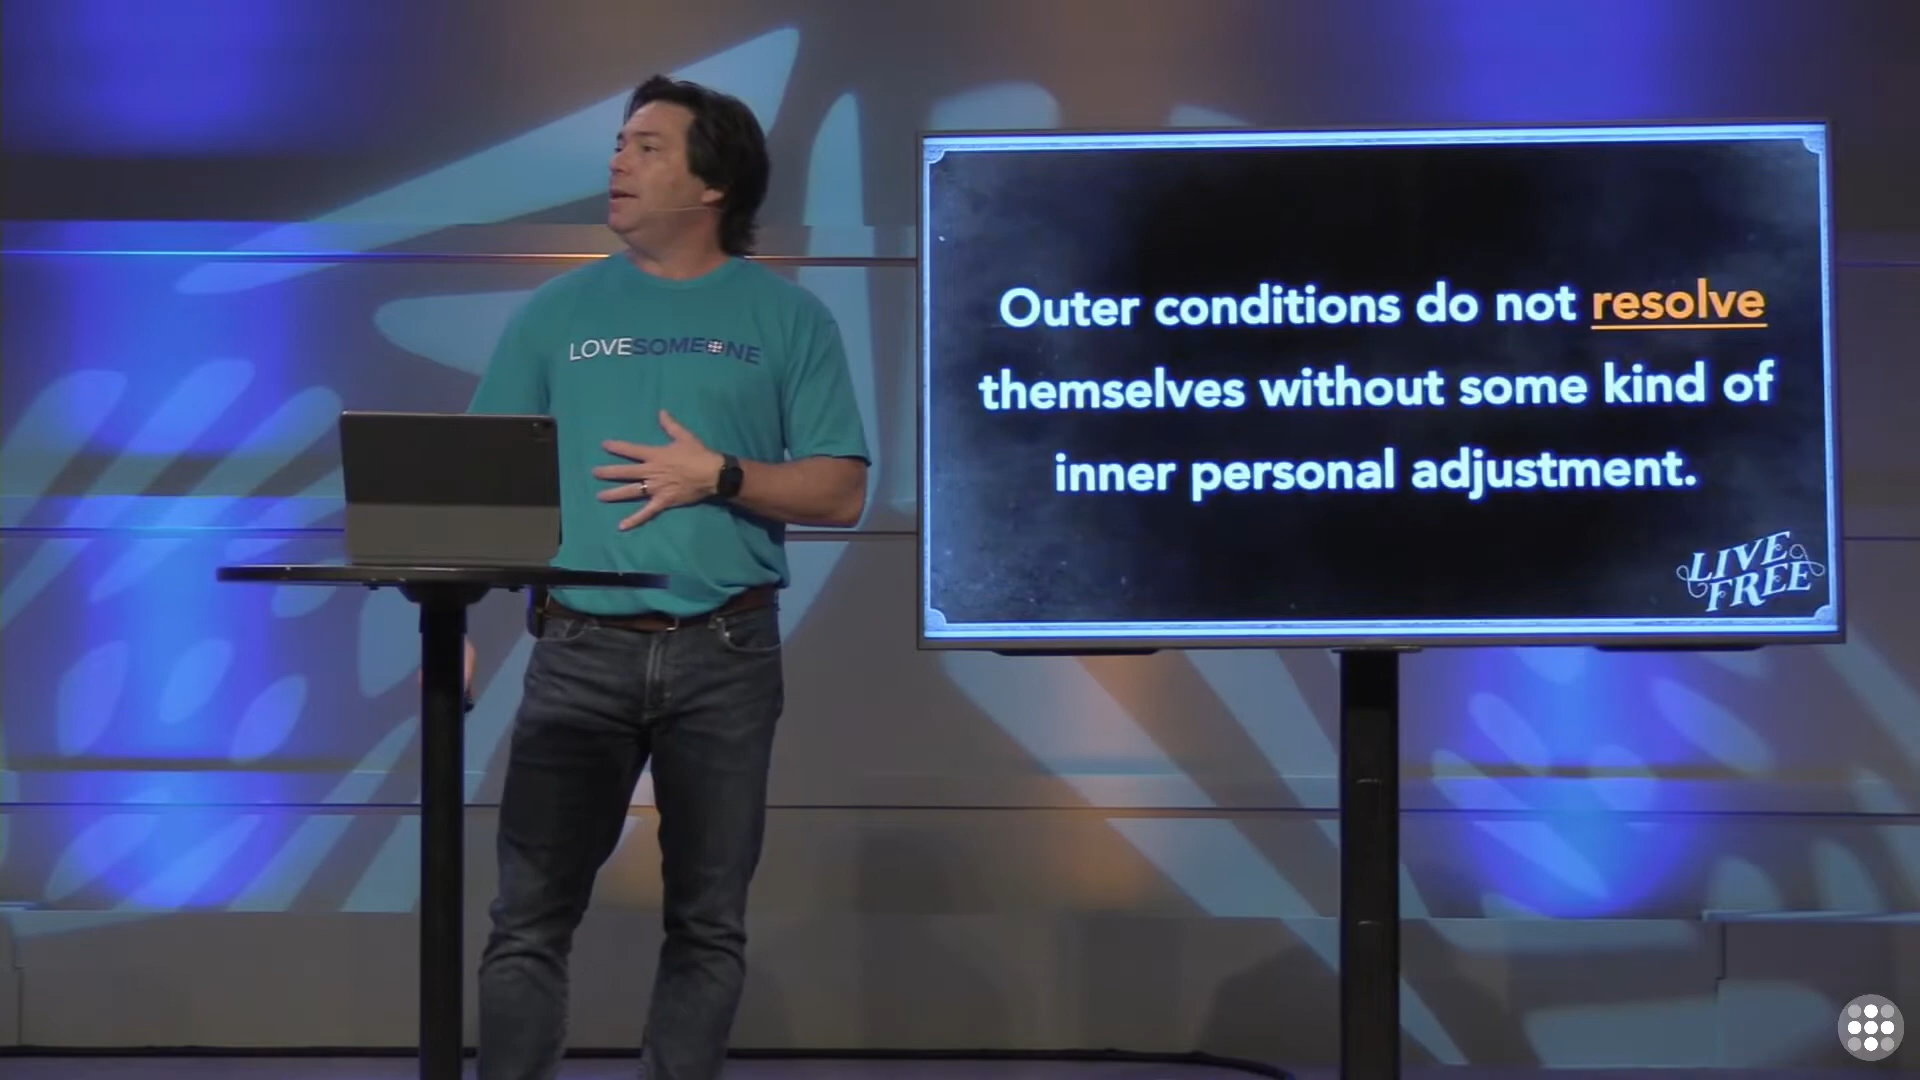 LOVESOMEONE
Outer conditions do not resolve
themselves without some kind of
inner personal adjustment.
LIVE
FREE